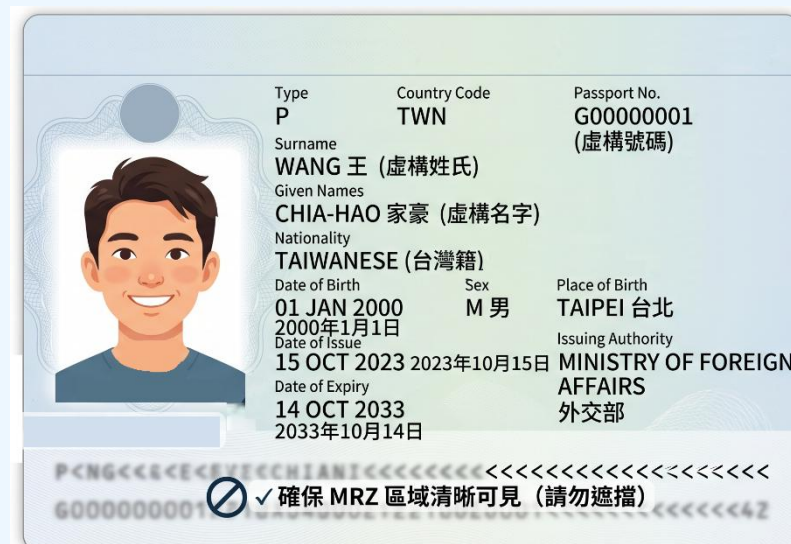 Type Country Code Passport No.
P TWN G00000001
(虛構號碼)
Surname
WANG 王 (虛構姓氏)
Given Names
CHIA-HAO 家豪 (虛構名字)
Nationality
TAIWANESE (台灣籍)
Date of Birth Sex Place of Birth
01 JAN 2000 M 男 TAIPEI 台北
2000年1月1日
Date of Issue Issuing Authority
15 OCT 2023 2023年10月15日 MINISTRY OF FOREIGN
AFFAIRS
Date of Expiry
14 OCT 2033 外交部
2033年10月14日
✓確保 MRZ 區域清晰可見（請勿遮擋）